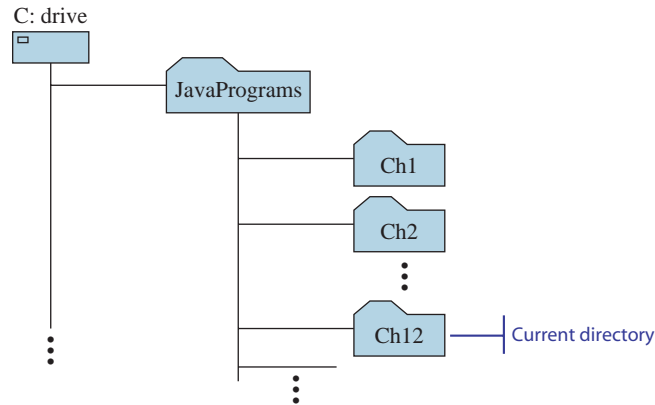 C: drive
JavaPrograms
Ch1
Ch2
Ch12
Current directory